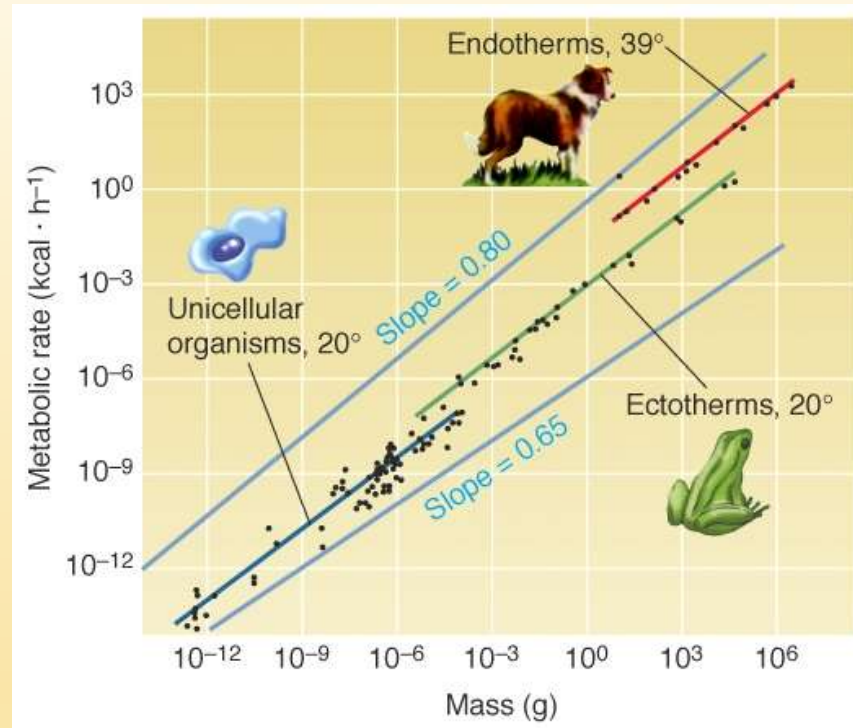 Endotherms, 39°
10³
10⁰
10⁻³
10⁻⁶
10⁻⁹
10⁻¹²
Metabolic rate (kcal · h⁻¹)
Unicellular
organisms, 20°
Slope = 0.80
Ectotherms, 20°
Slope = 0.65
10⁻¹² 10⁻⁹ 10⁻⁶ 10⁻³ 10⁰ 10³ 10⁶
Mass (g)